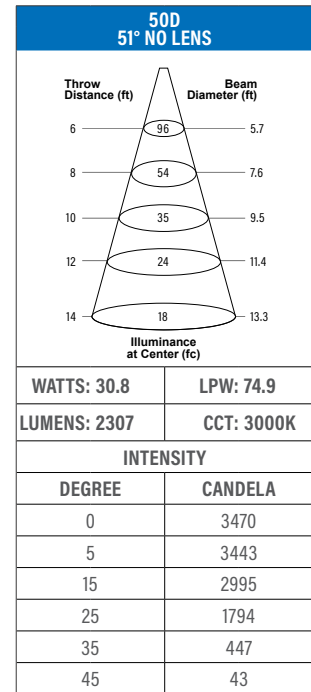 50D
51° NO LENS
Throw Beam
Distance (ft) Diameter (ft)
6 96 5.7
8 54 7.6
10 35 9.5
12 24 11.4
14 18 13.3
Illuminance
at Center (fc)
WATTS: 30.8 LPW: 74.9
LUMENS: 2307 CCT: 3000K
INTENSITY
DEGREE CANDELA
0 3470
5 3443
15 2995
25 1794
35 447
45 43